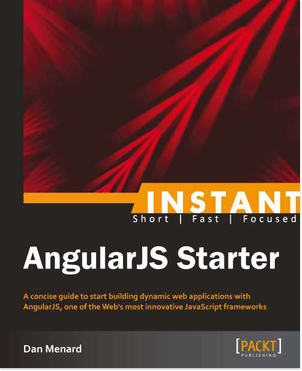 INSTANT
Short | Fast | Focused
AngularJS Starter
A concise guide to start building dynamic web applications with
AngularJS, one of the Web's most innovative JavaScript frameworks
Dan Menard
[PACKT]
PUBLISHING